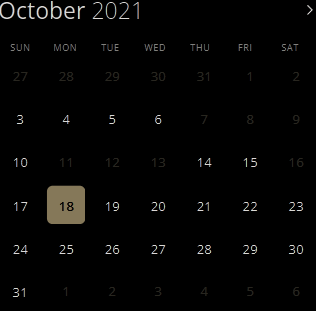 October 2021
SUN MON TUE WED THU FRI SAT
27 28 29 30 31 1 2
3 4 5 6 7 8 9
10 11 12 13 14 15 16
17 18 19 20 21 22 23
24 25 26 27 28 29 30
31 1 2 3 4 5 6